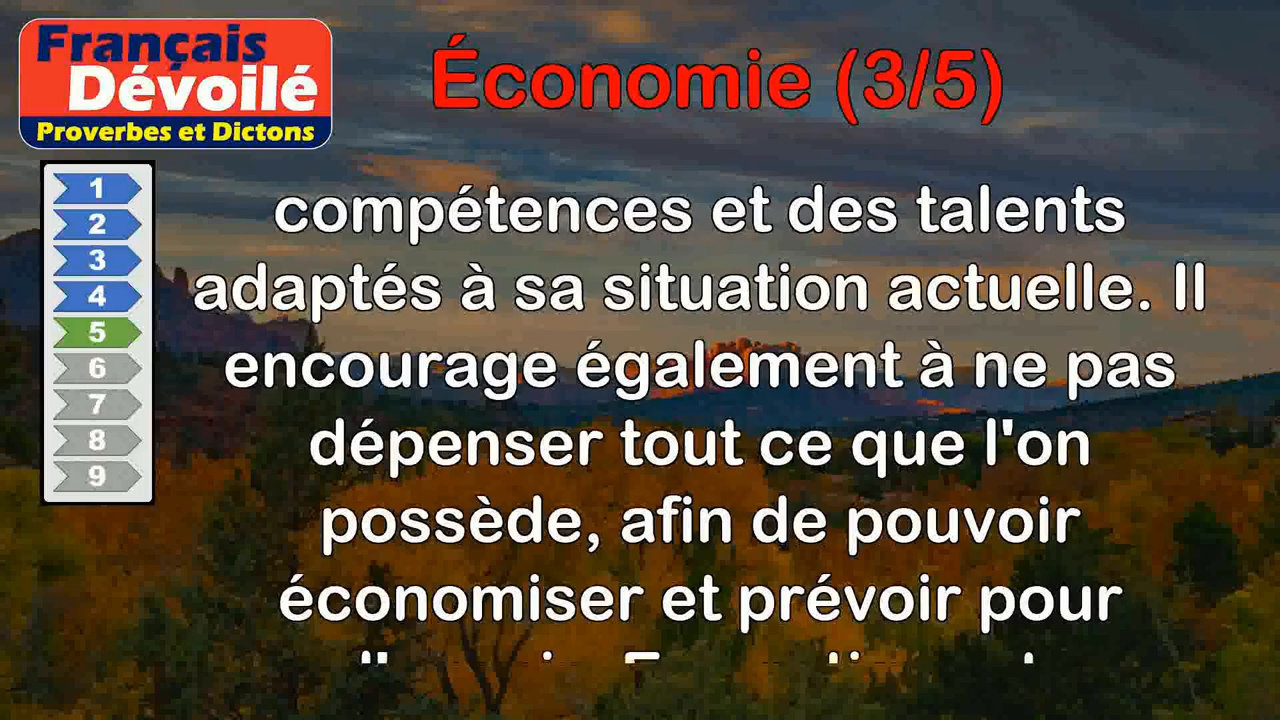 Français
Dévoilé
Proverbes et Dictons
Économie (3/5)
1
2
3
4
5
6
7
8
9
compétences et des talents
adaptés à sa situation actuelle. Il
encourage également à ne pas
dépenser tout ce que l'on
possède, afin de pouvoir
économiser et prévoir pour